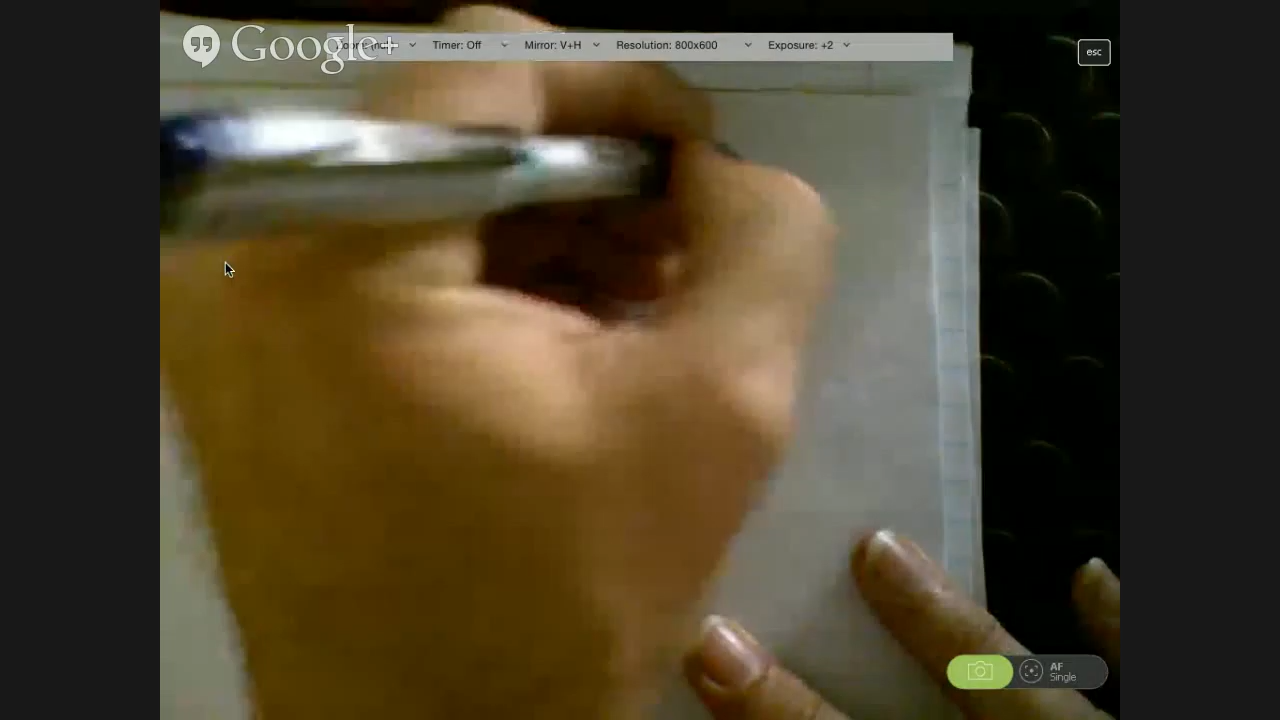 Google+
Timer: Off
Mirror: V+H
Resolution: 800x600
Exposure: +2
esc
AF
Single